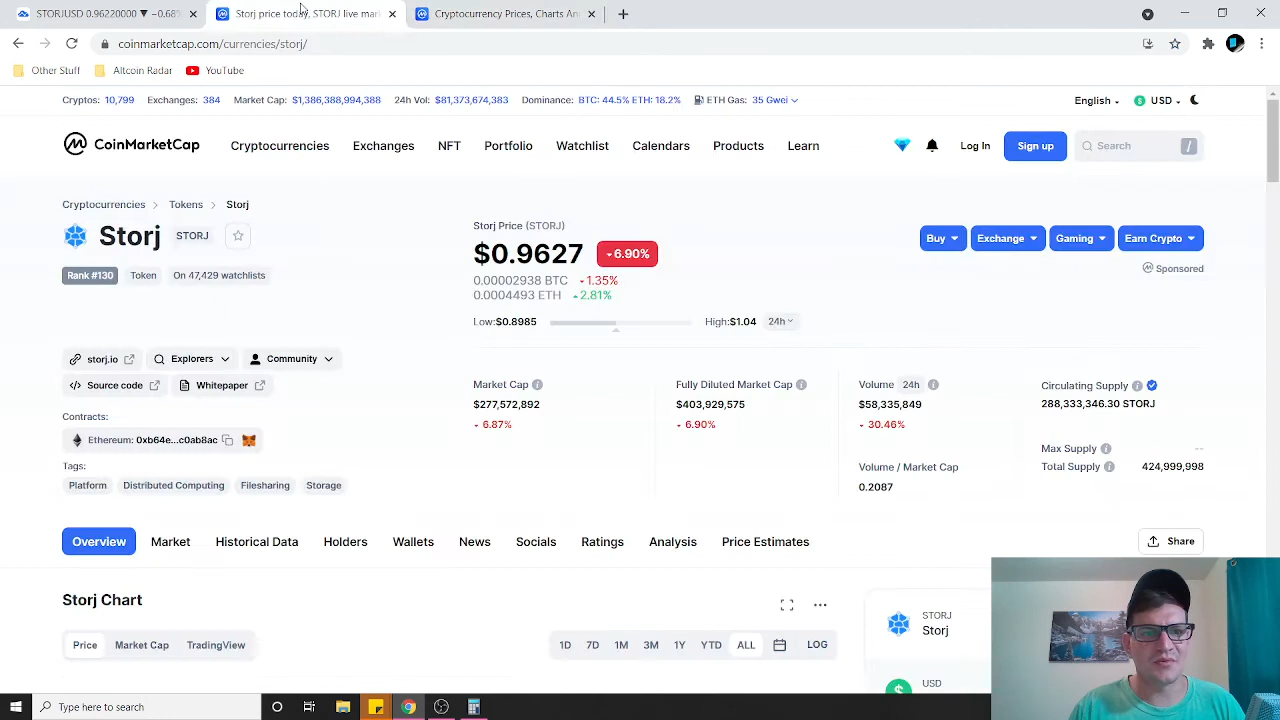 STORJUSD 0.96220000 ▼ −0.68
Storj price today, STORJ live mark
Cryptocurrency Prices, Charts An
coinmarketcap.com/currencies/storj/
Other Stuff Altcoin Radar YouTube
Cryptos: 10,799 Exchanges: 384 Market Cap: $1,386,388,994,388 24h Vol: $81,373,674,383 Dominance: BTC: 44.5% ETH: 18.2% ETH Gas: 35 Gwei English USD
CoinMarketCap Cryptocurrencies Exchanges NFT Portfolio Watchlist Calendars Products Learn Log In Sign up Search /
Cryptocurrencies > Tokens > Storj
Storj STORJ
Rank #130 Token On 47,429 watchlists
Storj Price (STORJ)
$0.9627 6.90%
0.00002938 BTC 1.35%
0.0004493 ETH 2.81%
Low:$0.8985 High:$1.04 24h
Buy Exchange Gaming Earn Crypto
Sponsored
storj.io Explorers Community
Source code Whitepaper
Contracts:
Ethereum: 0xb64e...c0ab8ac
Tags:
Platform Distributed Computing Filesharing Storage
Market Cap
$277,572,892
6.87%
Fully Diluted Market Cap
$403,929,575
6.90%
Volume 24h
$58,335,849
30.46%
Volume / Market Cap
0.2087
Circulating Supply
288,333,346.30 STORJ
Max Supply --
Total Supply 424,999,998
Overview Market Historical Data Holders Wallets News Socials Ratings Analysis Price Estimates Share
Storj Chart
Price Market Cap TradingView 1D 7D 1M 3M 1Y YTD ALL LOG
STORJ
Storj
USD
Type here to search